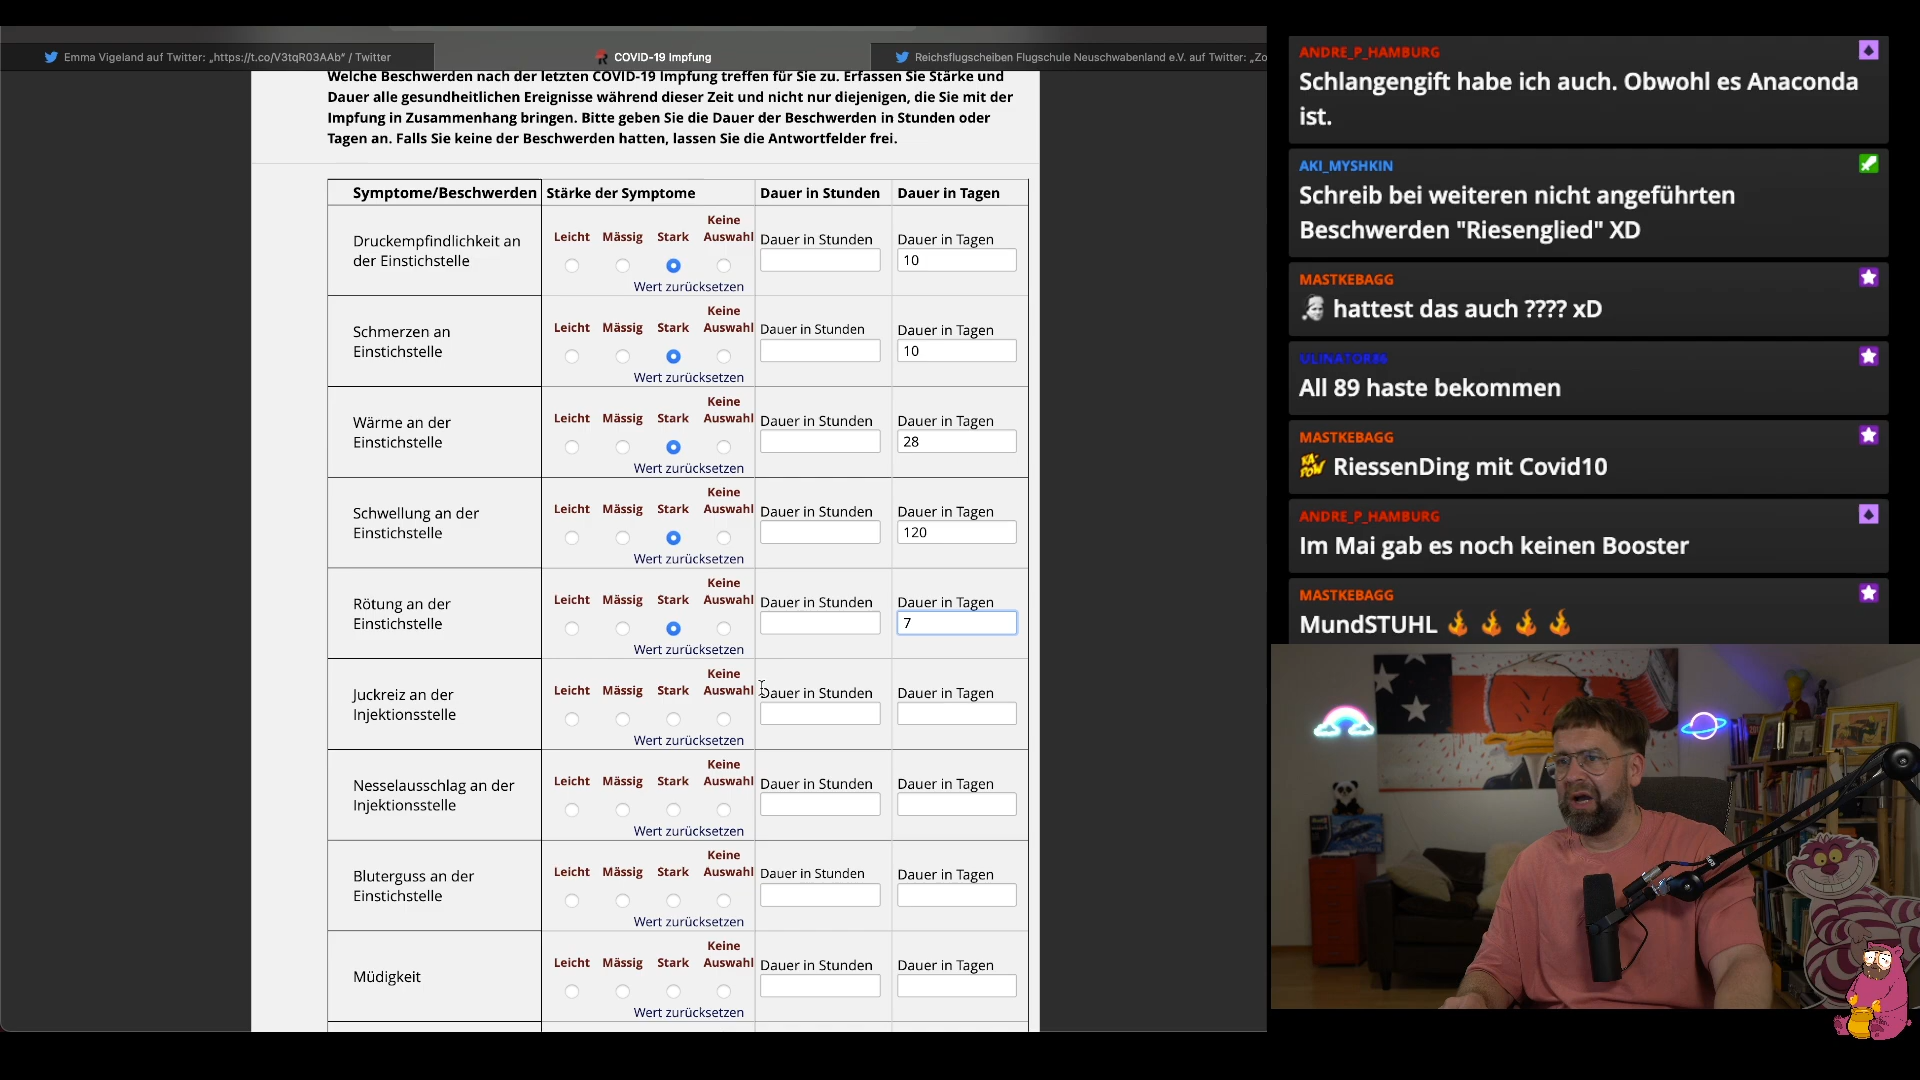 Emma Vigeland auf Twitter: „https://t.co/V3tqR03AAb“ / Twitter
COVID-19 Impfung
Reichsflugscheiben Flugschule Neuschwabenland e.V. auf Twitter: „Zo
Welche Beschwerden nach der letzten COVID-19 Impfung treffen für Sie zu. Erfassen Sie Stärke und
Dauer alle gesundheitlichen Ereignisse während dieser Zeit und nicht nur diejenigen, die Sie mit der
Impfung in Zusammenhang bringen. Bitte geben Sie die Dauer der Beschwerden in Stunden oder
Tagen an. Falls Sie keine der Beschwerden hatten, lassen Sie die Antwortfelder frei.
Symptome/Beschwerden Stärke der Symptome Dauer in Stunden Dauer in Tagen
Druckempfindlichkeit an
der Einstichstelle
Leicht Mässig Stark Keine
Auswahl
Wert zurücksetzen
Dauer in Stunden
Dauer in Tagen
10
Schmerzen an
Einstichstelle
Leicht Mässig Stark Keine
Auswahl
Wert zurücksetzen
Dauer in Stunden
Dauer in Tagen
10
Wärme an der
Einstichstelle
Leicht Mässig Stark Keine
Auswahl
Wert zurücksetzen
Dauer in Stunden
Dauer in Tagen
28
Schwellung an der
Einstichstelle
Leicht Mässig Stark Keine
Auswahl
Wert zurücksetzen
Dauer in Stunden
Dauer in Tagen
120
Rötung an der
Einstichstelle
Leicht Mässig Stark Keine
Auswahl
Wert zurücksetzen
Dauer in Stunden
Dauer in Tagen
7
Juckreiz an der
Injektionsstelle
Leicht Mässig Stark Keine
Auswahl
Wert zurücksetzen
Dauer in Stunden
Dauer in Tagen
Nesselausschlag an der
Injektionsstelle
Leicht Mässig Stark Keine
Auswahl
Wert zurücksetzen
Dauer in Stunden
Dauer in Tagen
Bluterguss an der
Einstichstelle
Leicht Mässig Stark Keine
Auswahl
Wert zurücksetzen
Dauer in Stunden
Dauer in Tagen
Müdigkeit
Leicht Mässig Stark Keine
Auswahl
Wert zurücksetzen
Dauer in Stunden
Dauer in Tagen
ANDRE_P_HAMBURG
Schlangengift habe ich auch. Obwohl es Anaconda
ist.
AKI_MYSHKIN
Schreib bei weiteren nicht angeführten
Beschwerden "Riesenglied" XD
MASTKEBAGG
hattest das auch ???? xD
ULINATOR86
All 89 haste bekommen
MASTKEBAGG
KA-POW RiessenDing mit Covid10
ANDRE_P_HAMBURG
Im Mai gab es noch keinen Booster
MASTKEBAGG
MundSTUHL 🔥 🔥 🔥 🔥